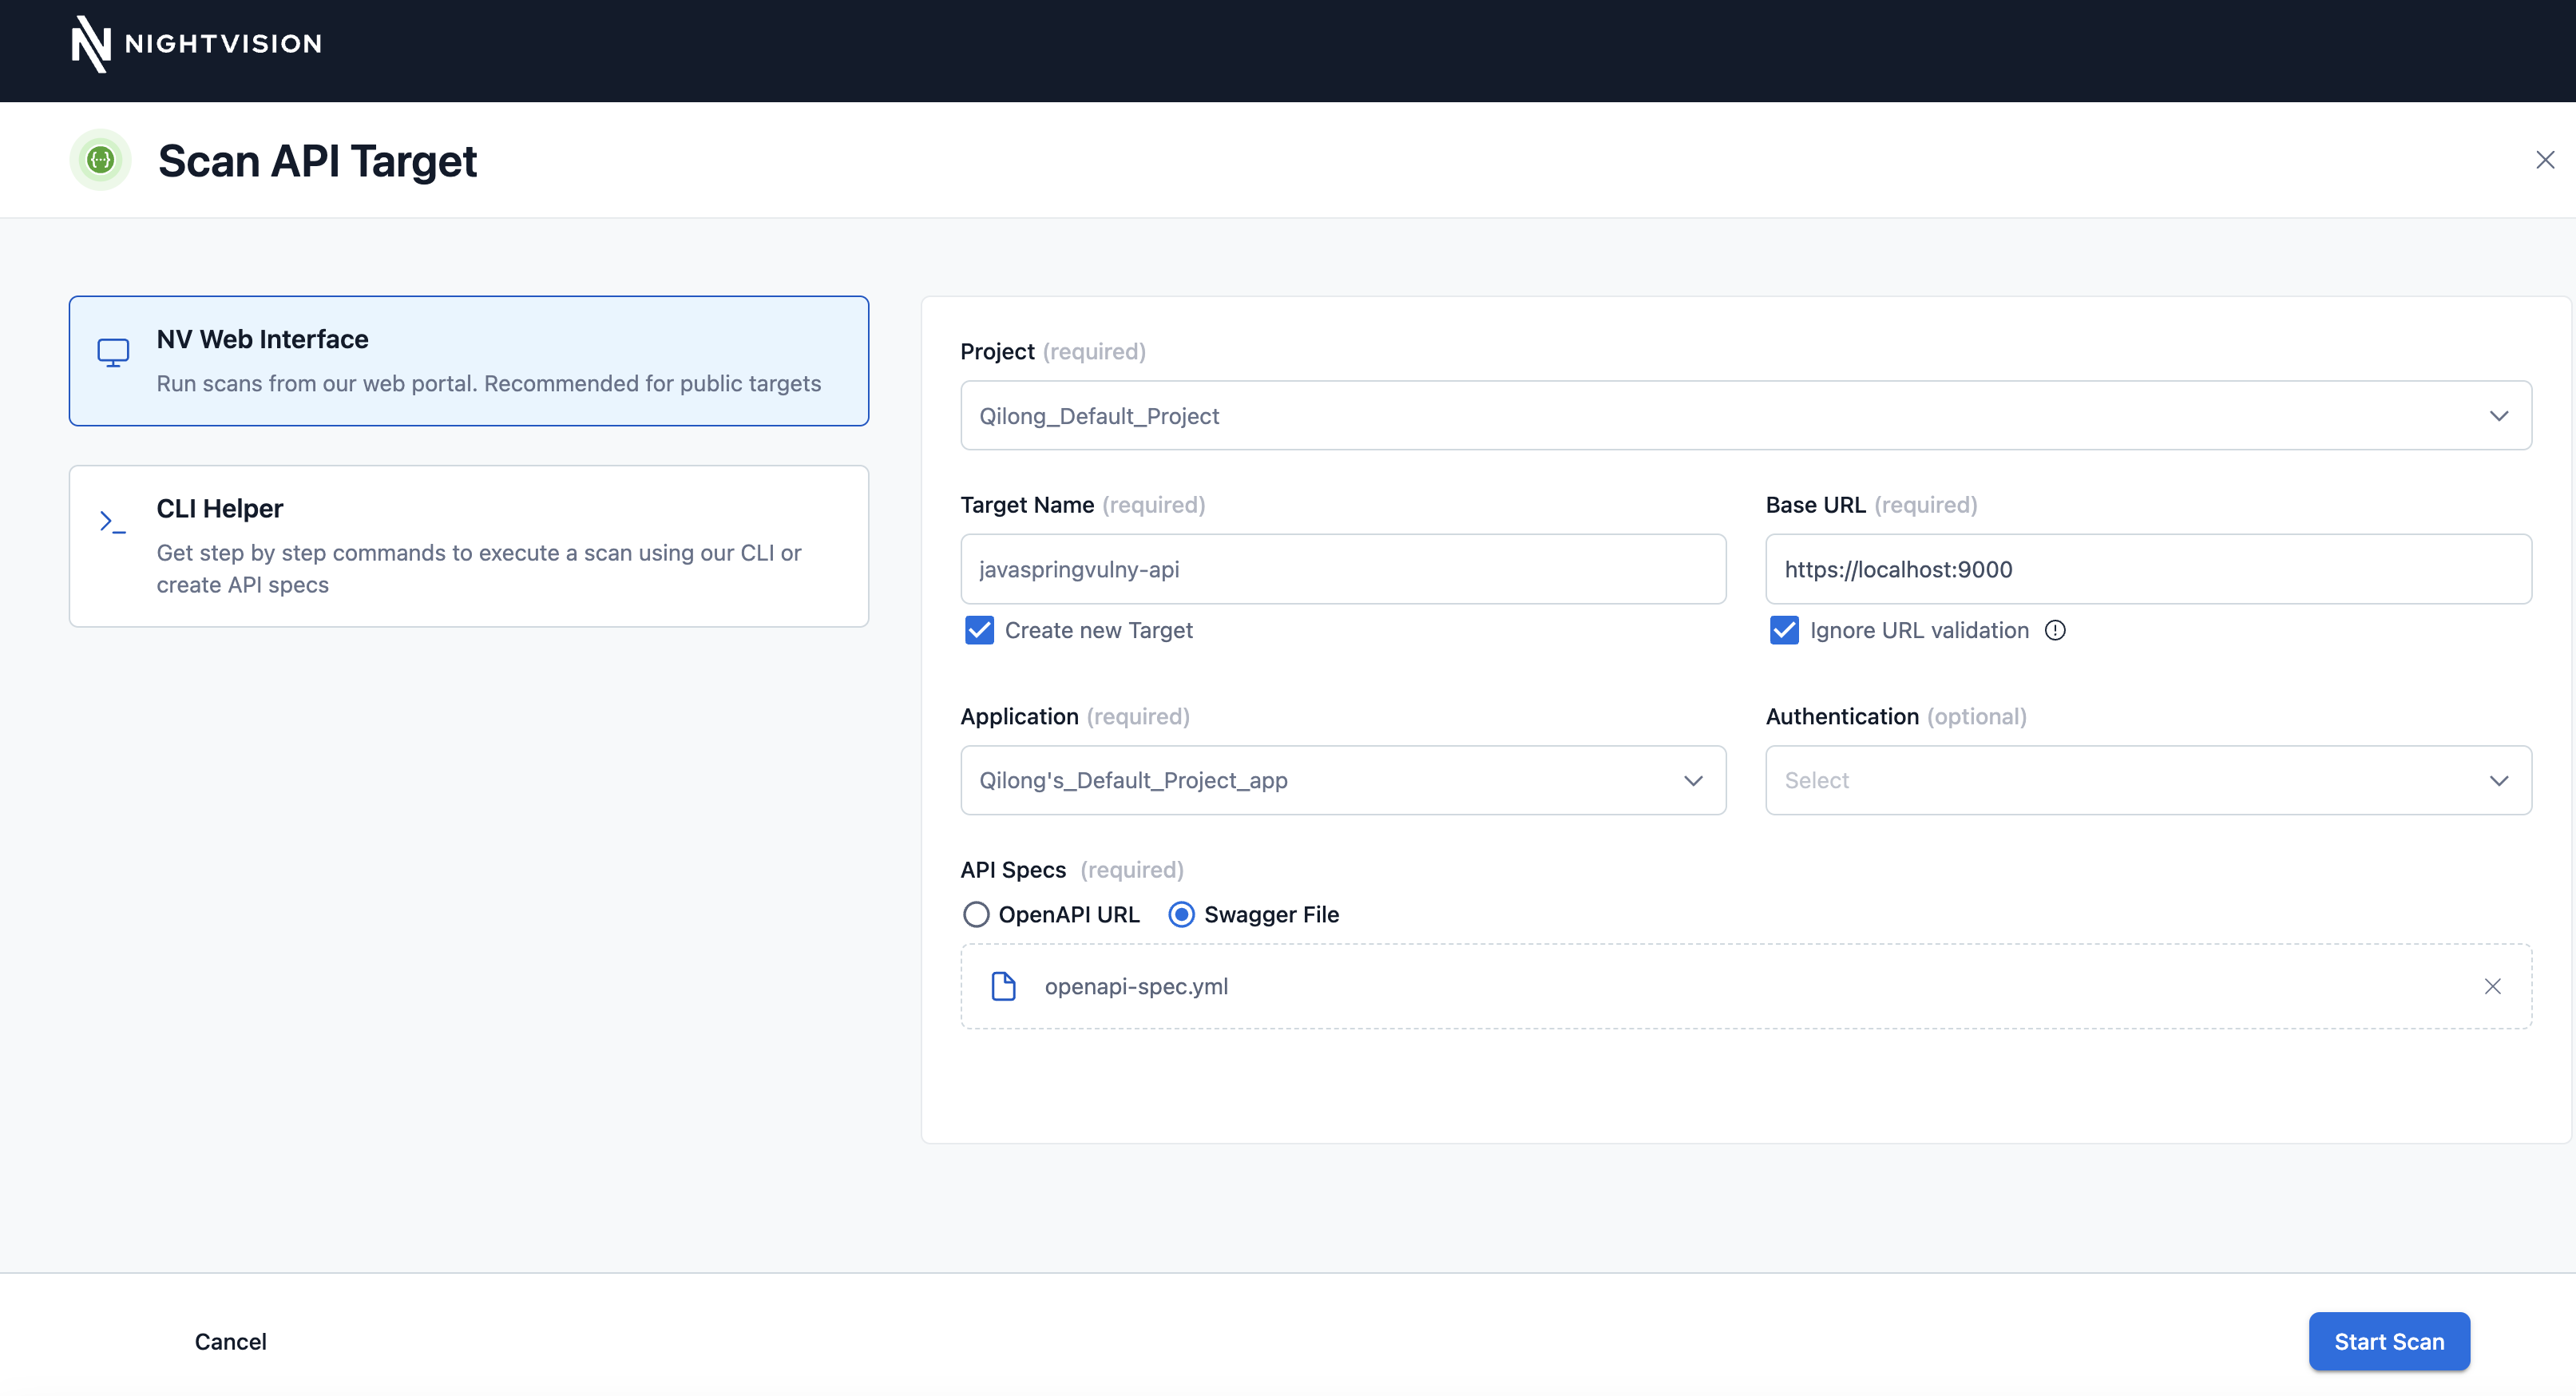 NIGHTVISION
Scan API Target
NV Web Interface
Run scans from our web portal. Recommended for public targets
CLI Helper
Get step by step commands to execute a scan using our CLI or
create API specs
Project (required)
Qilong_Default_Project
Target Name (required)
Base URL (required)
javaspringvulny-api
https://localhost:9000
Create new Target
Ignore URL validation
Application (required)
Authentication (optional)
Qilong's_Default_Project_app
Select
API Specs (required)
OpenAPI URL
Swagger File
openapi-spec.yml
Cancel
Start Scan